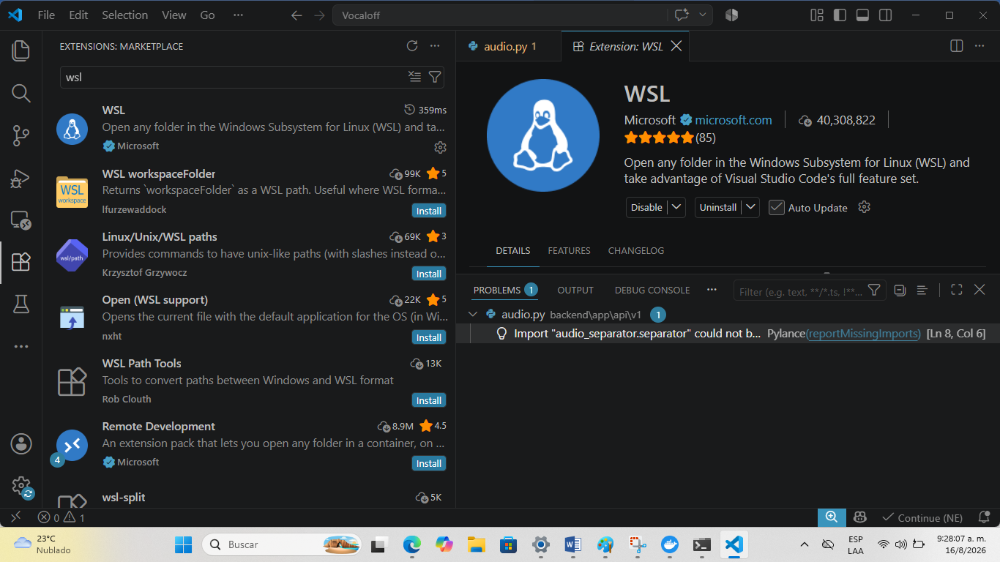 File Edit Selection View Go ··· Vocaloff
EXTENSIONS: MARKETPLACE
wsl
WSL 359ms
Open any folder in the Windows Subsystem for Linux (WSL) and ta...
Microsoft
WSL workspaceFolder 99K 5
Returns `workspaceFolder` as a WSL path. Useful where WSL forma...
lfurzewaddock Install
WSL
workspace
Linux/Unix/WSL paths 69K 3
Provides commands to have unix-like paths (with slashes instead o...
Krzysztof Grzywocz Install
wsl/path
Open (WSL support) 22K 5
Opens the current file with the default application for the OS (in Wi...
nxht Install
WSL Path Tools 13K
Tools to convert paths between Windows and WSL format
Rob Clouth Install
Remote Development 8.9M 4.5
An extension pack that lets you open any folder in a container, on ...
Microsoft Install
4
wsl-split 5K
audio.py 1 Extension: WSL
WSL
Microsoft microsoft.com 40,308,822
(85)
Open any folder in the Windows Subsystem for Linux (WSL) and
take advantage of Visual Studio Code's full feature set.
Disable Uninstall Auto Update
DETAILS FEATURES CHANGELOG
PROBLEMS 1 OUTPUT DEBUG CONSOLE ··· Filter (e.g. text, **/*.ts, !**...
audio.py backend\app\api\v1 1
Import "audio_separator.separator" could not b... Pylance(reportMissingImports) [Ln 8, Col 6]
0 1 Continue (NE)
23°C
Nublado
Buscar
ESP
LAA
9:28:07 a. m.
16/8/2026